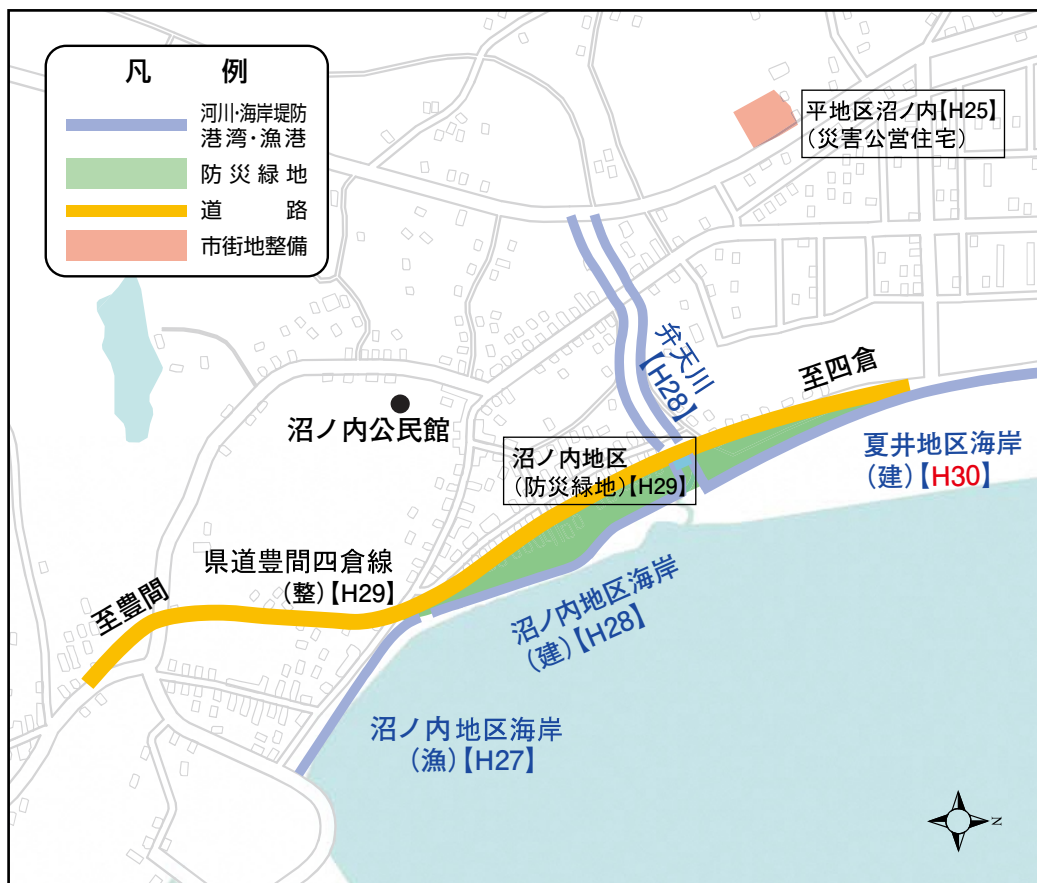 凡 例
河川・海岸堤防
港湾・漁港
防災緑地
道 路
市街地整備
平地区沼ノ内【H25】
(災害公営住宅)
弁天川
【H28】
至四倉
沼ノ内公民館
沼ノ内地区
(防災緑地)【H29】
夏井地区海岸
(建)【H30】
県道豊間四倉線
(整)【H29】
至豊間
沼ノ内地区海岸
(建)【H28】
沼ノ内地区海岸
(漁)【H27】
N